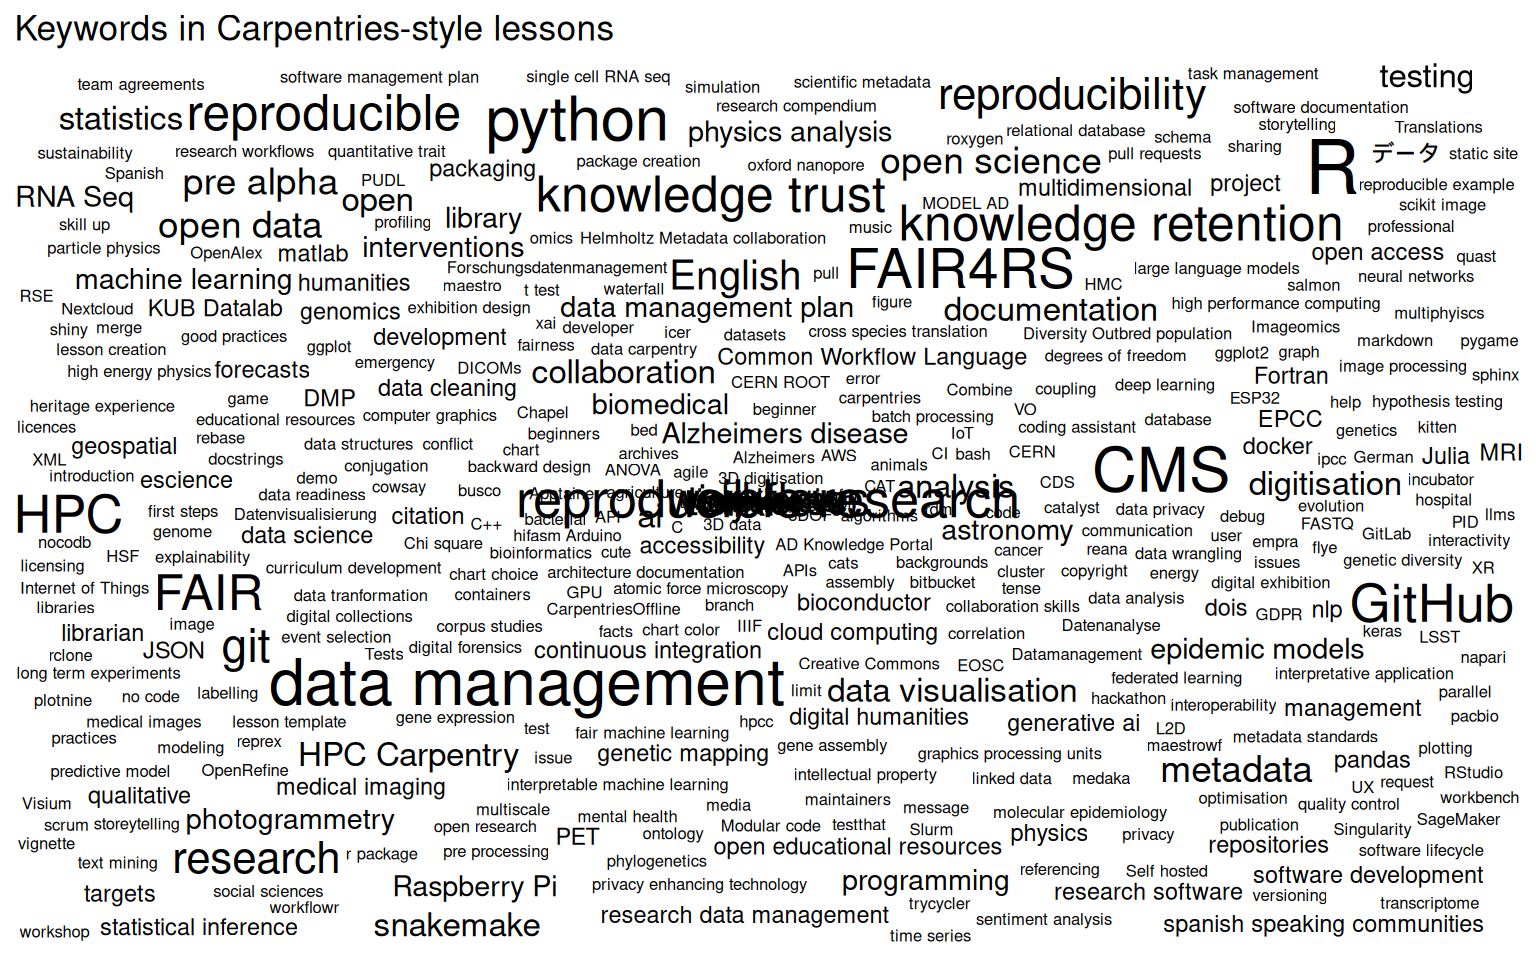 Keywords in Carpentries-style lessons
team agreements software management plan single cell RNA seq simulation scientific metadata task management testing
statistics reproducible python research compendium reproducibility software documentation
physics analysis roxygen relational database schema storytelling Translations
sustainability research workflows quantitative trait package creation oxford nanopore open science pull requests sharing R データ static site
Spanish packaging
RNA Seq pre alpha PUDL open knowledge trust multidimensional project reproducible example
MODEL AD scikit image
skill up open data profiling library music knowledge retention professional
particle physics OpenAlex matlab interventions omics Helmholtz Metadata collaboration open access quast
machine learning humanities Forschungsdatenmanagement English pull FAIR4RS HMC large language models neural networks
maestro t test waterfall salmon
RSE Nextcloud KUB Datalab genomics exhibition design data management plan figure documentation high performance computing multiphyiscs
shiny merge good practices ggplot development xai developer icer datasets cross species translation Diversity Outbred population Imageomics
lesson creation fairness data carpentry markdown pygame
high energy physics forecasts emergency DICOMs collaboration Common Workflow Language degrees of freedom ggplot2 graph image processing sphinx
DMP data cleaning CERN ROOT error Combine coupling deep learning Fortran
heritage experience game biomedical carpentries ESP32 help hypothesis testing
licences educational resources computer graphics Chapel beginner batch processing VO coding assistant database EPCC genetics kitten
geospatial rebase data structures conflict beginners bed Alzheimers disease IoT docker
XML docstrings chart archives Alzheimers AWS CI bash CERN CMS ipcc German Julia MRI
introduction escience demo conjugation backward design ANOVA agile 3D digitisation animals digitisation incubator
data readiness cowsay busco Apptainer agriculture CAT analysis CDS hospital
HPC first steps Datenvisualisierung citation C++ bacterial API ai C 3D data algorithms dm code catalyst data privacy debug evolution PID llms
nocodb genome data science Chi square hifasm Arduino astronomy communication user FASTQ GitLab interactivity
licensing HSF explainability bioinformatics cute accessibility AD Knowledge Portal cancer reana data wrangling empra flye
curriculum development chart choice architecture documentation APIs cats backgrounds cluster copyright energy issues genetic diversity XR
Internet of Things FAIR data tranformation containers GPU atomic force microscopy assembly bitbucket tense digital exhibition
libraries digital collections CarpentriesOffline branch bioconductor collaboration skills data analysis dois GDPR nlp GitHub
librarian image event selection corpus studies facts chart color IIIF cloud computing correlation Datenanalyse keras LSST
rclone JSON git Tests digital forensics continuous integration Datamanagement epidemic models napari
long term experiments data management Creative Commons EOSC federated learning interpretative application
plotnine no code labelling limit data visualisation hackathon interoperability management parallel
medical images lesson template gene expression test hpcc digital humanities generative ai L2D pacbio
practices modeling reprex fair machine learning maestrowf metadata standards plotting
HPC Carpentry issue genetic mapping gene assembly graphics processing units pandas
predictive model OpenRefine medical imaging interpretable machine learning intellectual property linked data medaka metadata UX request RStudio
Visium qualitative multiscale media maintainers message optimisation quality control workbench
scrum storeytelling photogrammetry open research mental health Modular code testthat Slurm molecular epidemiology publication Singularity SageMaker
vignette PET ontology open educational resources physics privacy repositories
text mining research r package pre processing phylogenetics software lifecycle
targets social sciences Raspberry Pi privacy enhancing technology programming referencing Self hosted software development
workflowr trycycler research software versioning transcriptome
workshop statistical inference snakemake research data management time series sentiment analysis spanish speaking communities